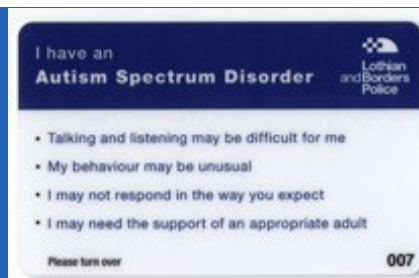 I have an
Autism Spectrum Disorder
Lothian
and Borders
Police
• Talking and listening may be difficult for me
• My behaviour may be unusual
• I may not respond in the way you expect
• I may need the support of an appropriate adult
Please turn over
007